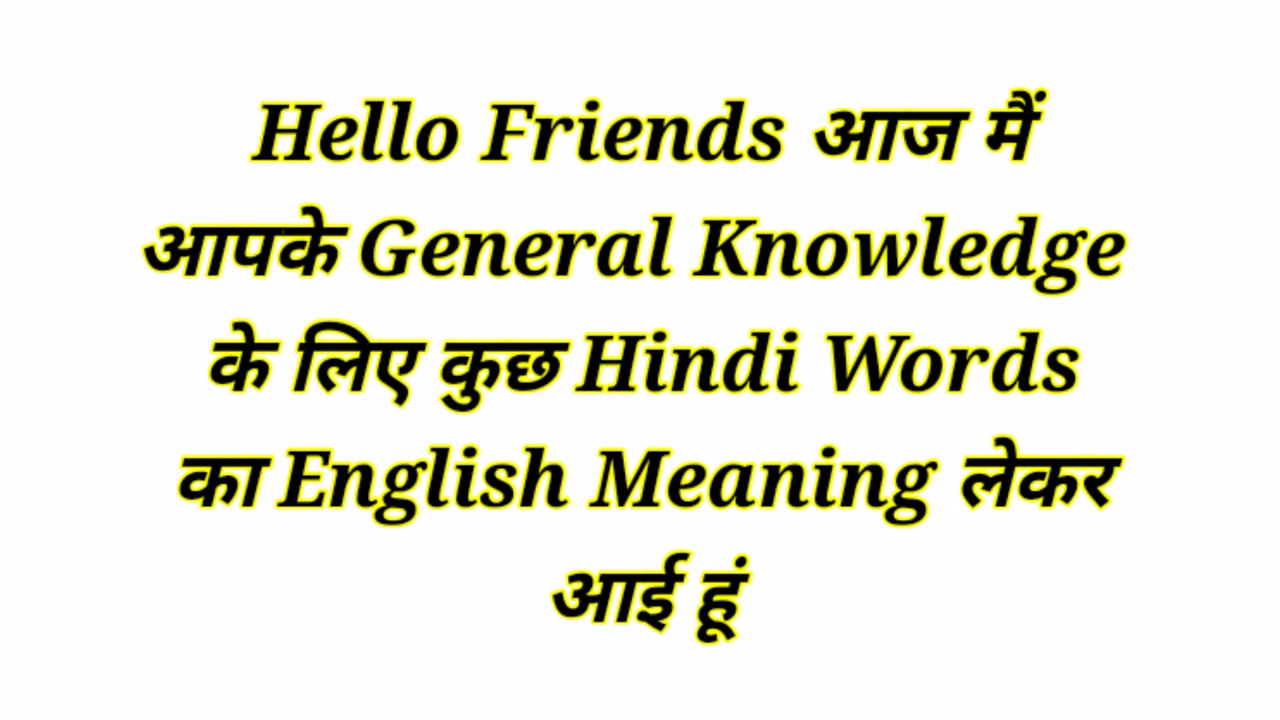 Hello Friends आज मैं
आपके General Knowledge
के लिए कुछ Hindi Words
का English Meaning लेकर
आई हूं